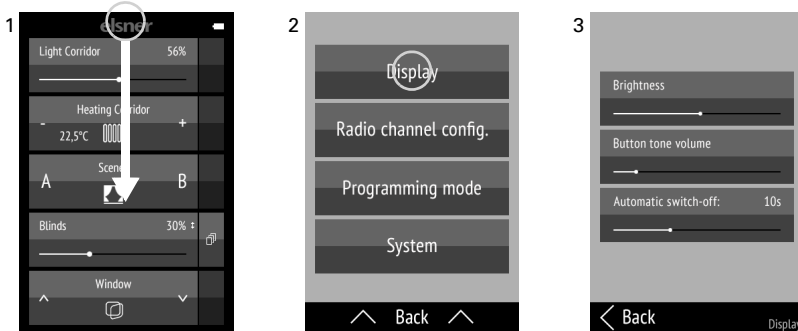 1
elsner
Light Corridor 56%
Heating Corridor
- 22,5°C +
Scene
A B
Blinds 30%
Window
2
Display
Radio channel config.
Programming mode
System
Back
3
Brightness
Button tone volume
Automatic switch-off: 10s
Back Display